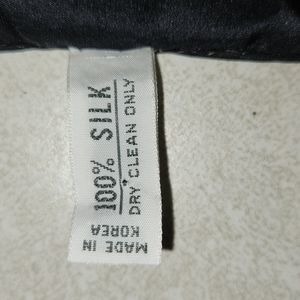 100% SILK
DRY CLEAN ONLY
MADE IN
KOREA